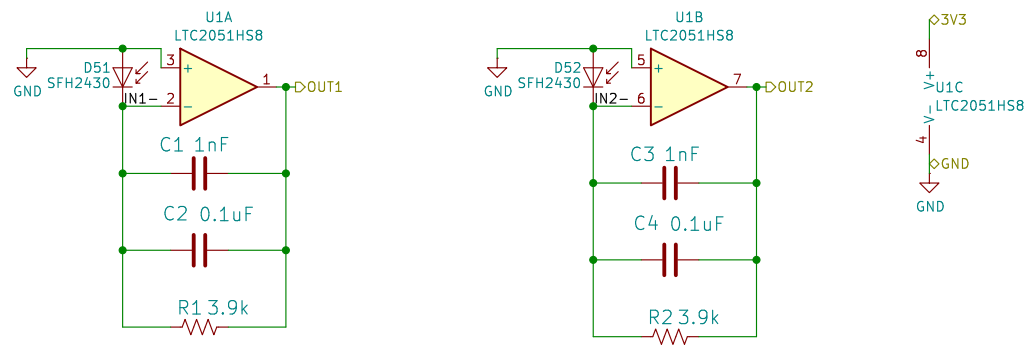 U1A
LTC2051HS8
3
+
D51
SFH2430
GND
1
OUT1
IN1-
2
−
C1 1nF
C2 0.1uF
R1 3.9k
U1B
LTC2051HS8
5
+
D52
SFH2430
GND
7
OUT2
IN2-
6
−
C3 1nF
C4 0.1uF
R2 3.9k
3V3
8
V+
U1C
LTC2051HS8
V-
4
GND
GND